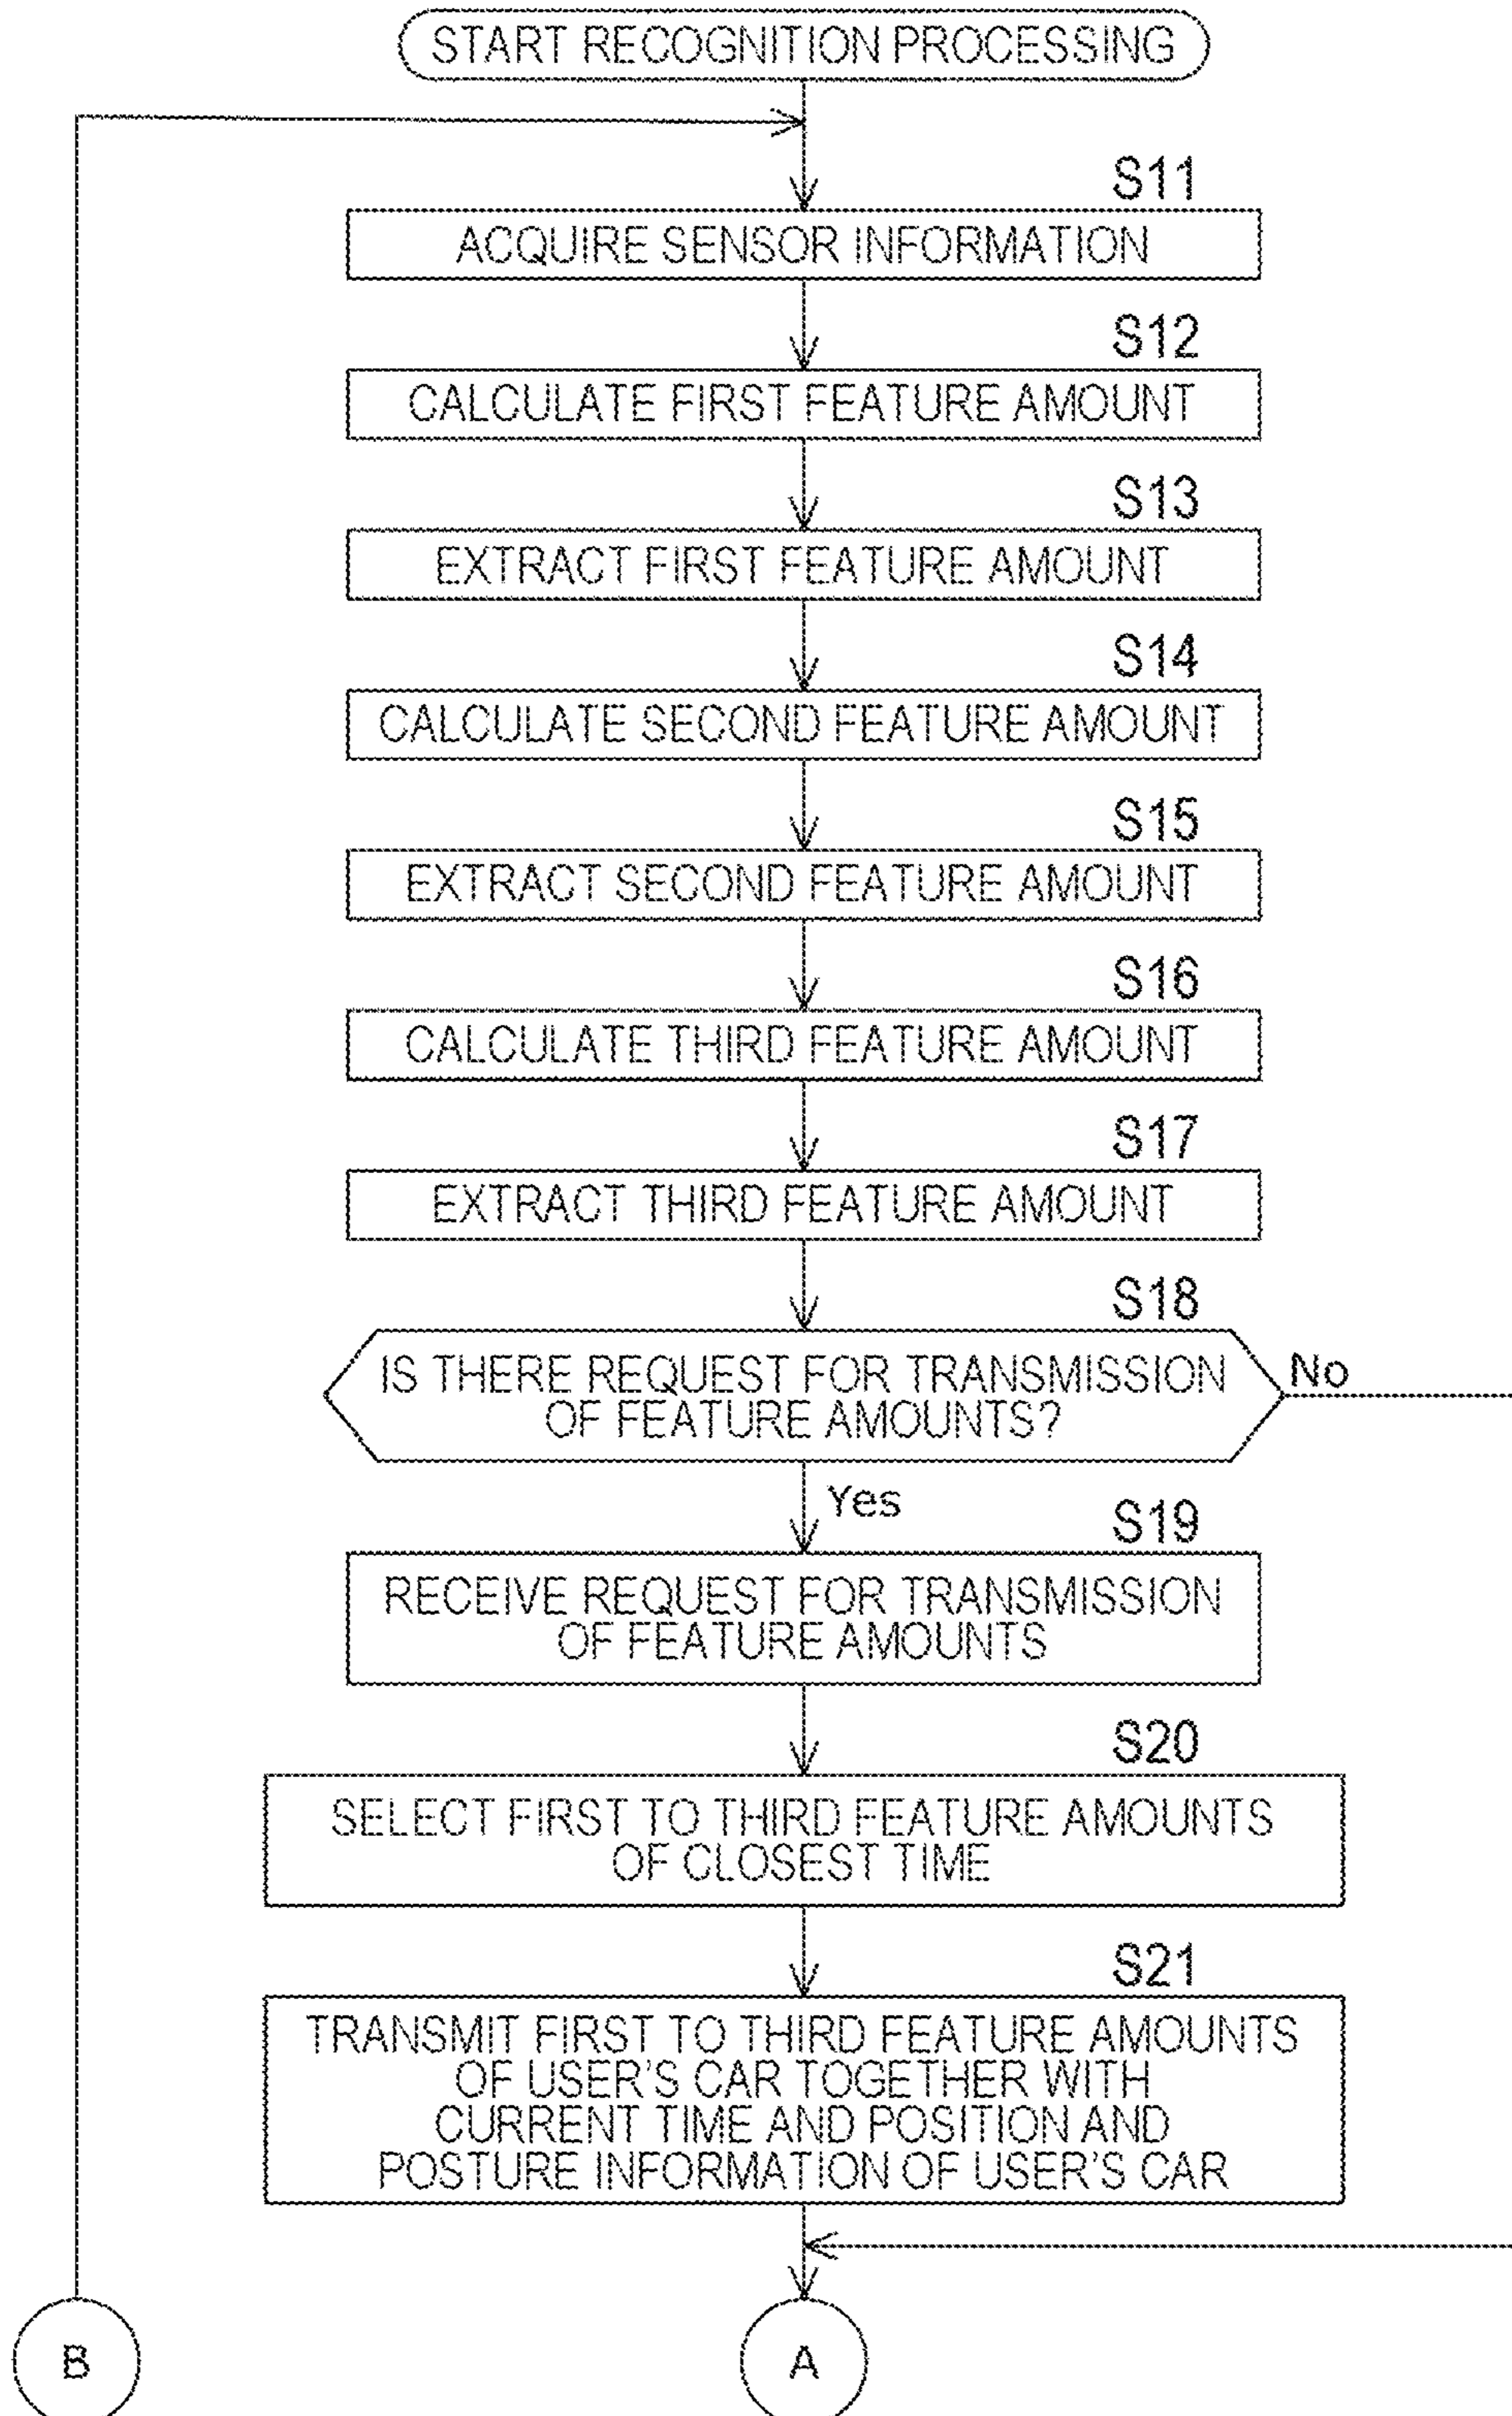 START RECOGNITION PROCESSING
S11
ACQUIRE SENSOR INFORMATION
S12
CALCULATE FIRST FEATURE AMOUNT
S13
EXTRACT FIRST FEATURE AMOUNT
S14
CALCULATE SECOND FEATURE AMOUNT
S15
EXTRACT SECOND FEATURE AMOUNT
S16
CALCULATE THIRD FEATURE AMOUNT
S17
EXTRACT THIRD FEATURE AMOUNT
S18
IS THERE REQUEST FOR TRANSMISSION
OF FEATURE AMOUNTS?
No
Yes
S19
RECEIVE REQUEST FOR TRANSMISSION
OF FEATURE AMOUNTS
S20
SELECT FIRST TO THIRD FEATURE AMOUNTS
OF CLOSEST TIME
S21
TRANSMIT FIRST TO THIRD FEATURE AMOUNTS
OF USER'S CAR TOGETHER WITH
CURRENT TIME AND POSITION AND
POSTURE INFORMATION OF USER'S CAR
B
A